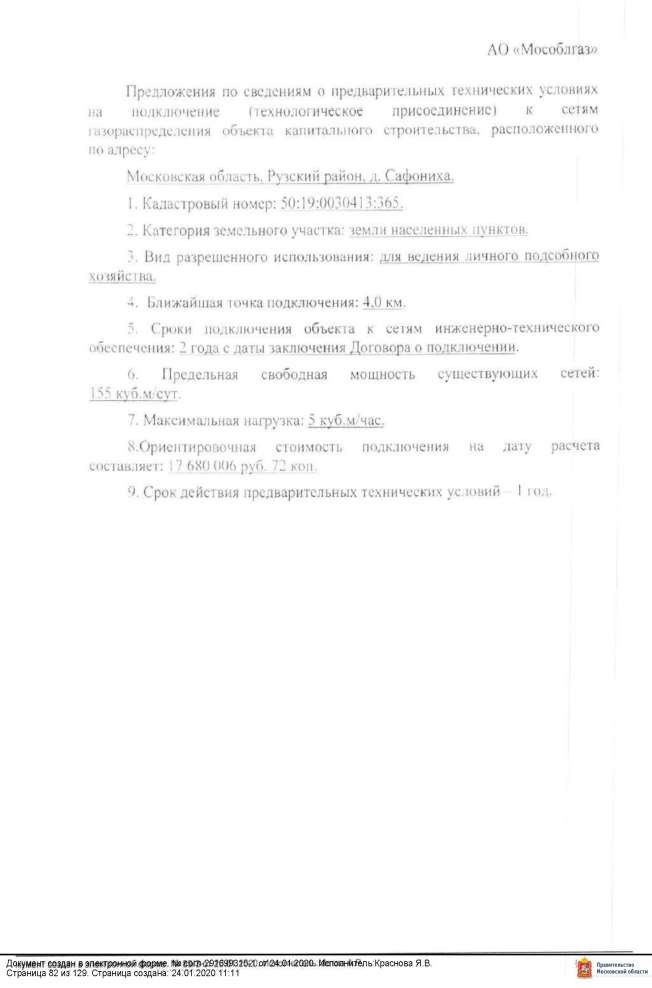 АО «Мособлгаз»
Предложения по сведениям о предварительных технических условиях
на подключение (технологическое присоединение) к сетям
газораспределения объекта капитального строительства, расположенного
по адресу:
Московская область, Рузский район, д. Сафониха.
1. Кадастровый номер: 50:19:0030413:365.
2. Категория земельного участка: земли населенных пунктов.
3. Вид разрешенного использования: для ведения личного подсобного
хозяйства.
4. Ближайшая точка подключения: 4,0 км.
5. Сроки подключения объекта к сетям инженерно-технического
обеспечения: 2 года с даты заключения Договора о подключении.
6. Предельная свободная мощность существующих сетей:
155 куб.м/сут.
7. Максимальная нагрузка: 5 куб.м/час.
8.Ориентировочная стоимость подключения на дату расчета
составляет: 17 680 006 руб. 72 коп.
9. Срок действия предварительных технических условий – 1 год.
Документ создан в электронной форме. № от 24.01.2020. Исполнитель:Краснова Я.В.
Страница 82 из 129. Страница создана: 24.01.2020 11:11
Правительство
Московской области